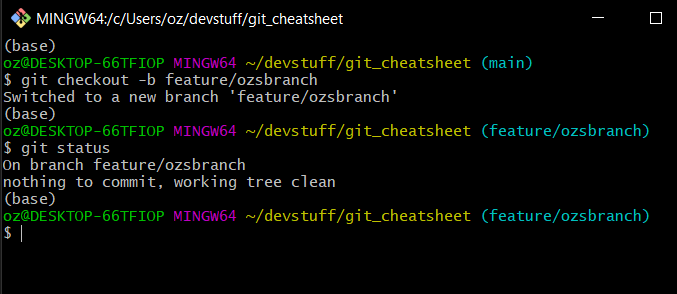 MINGW64:/c/Users/oz/devstuff/git_cheatsheet
(base)
oz@DESKTOP-66TFIOP MINGW64 ~/devstuff/git_cheatsheet (main)
$ git checkout -b feature/ozsbranch
Switched to a new branch 'feature/ozsbranch'
(base)
oz@DESKTOP-66TFIOP MINGW64 ~/devstuff/git_cheatsheet (feature/ozsbranch)
$ git status
On branch feature/ozsbranch
nothing to commit, working tree clean
(base)
oz@DESKTOP-66TFIOP MINGW64 ~/devstuff/git_cheatsheet (feature/ozsbranch)
$